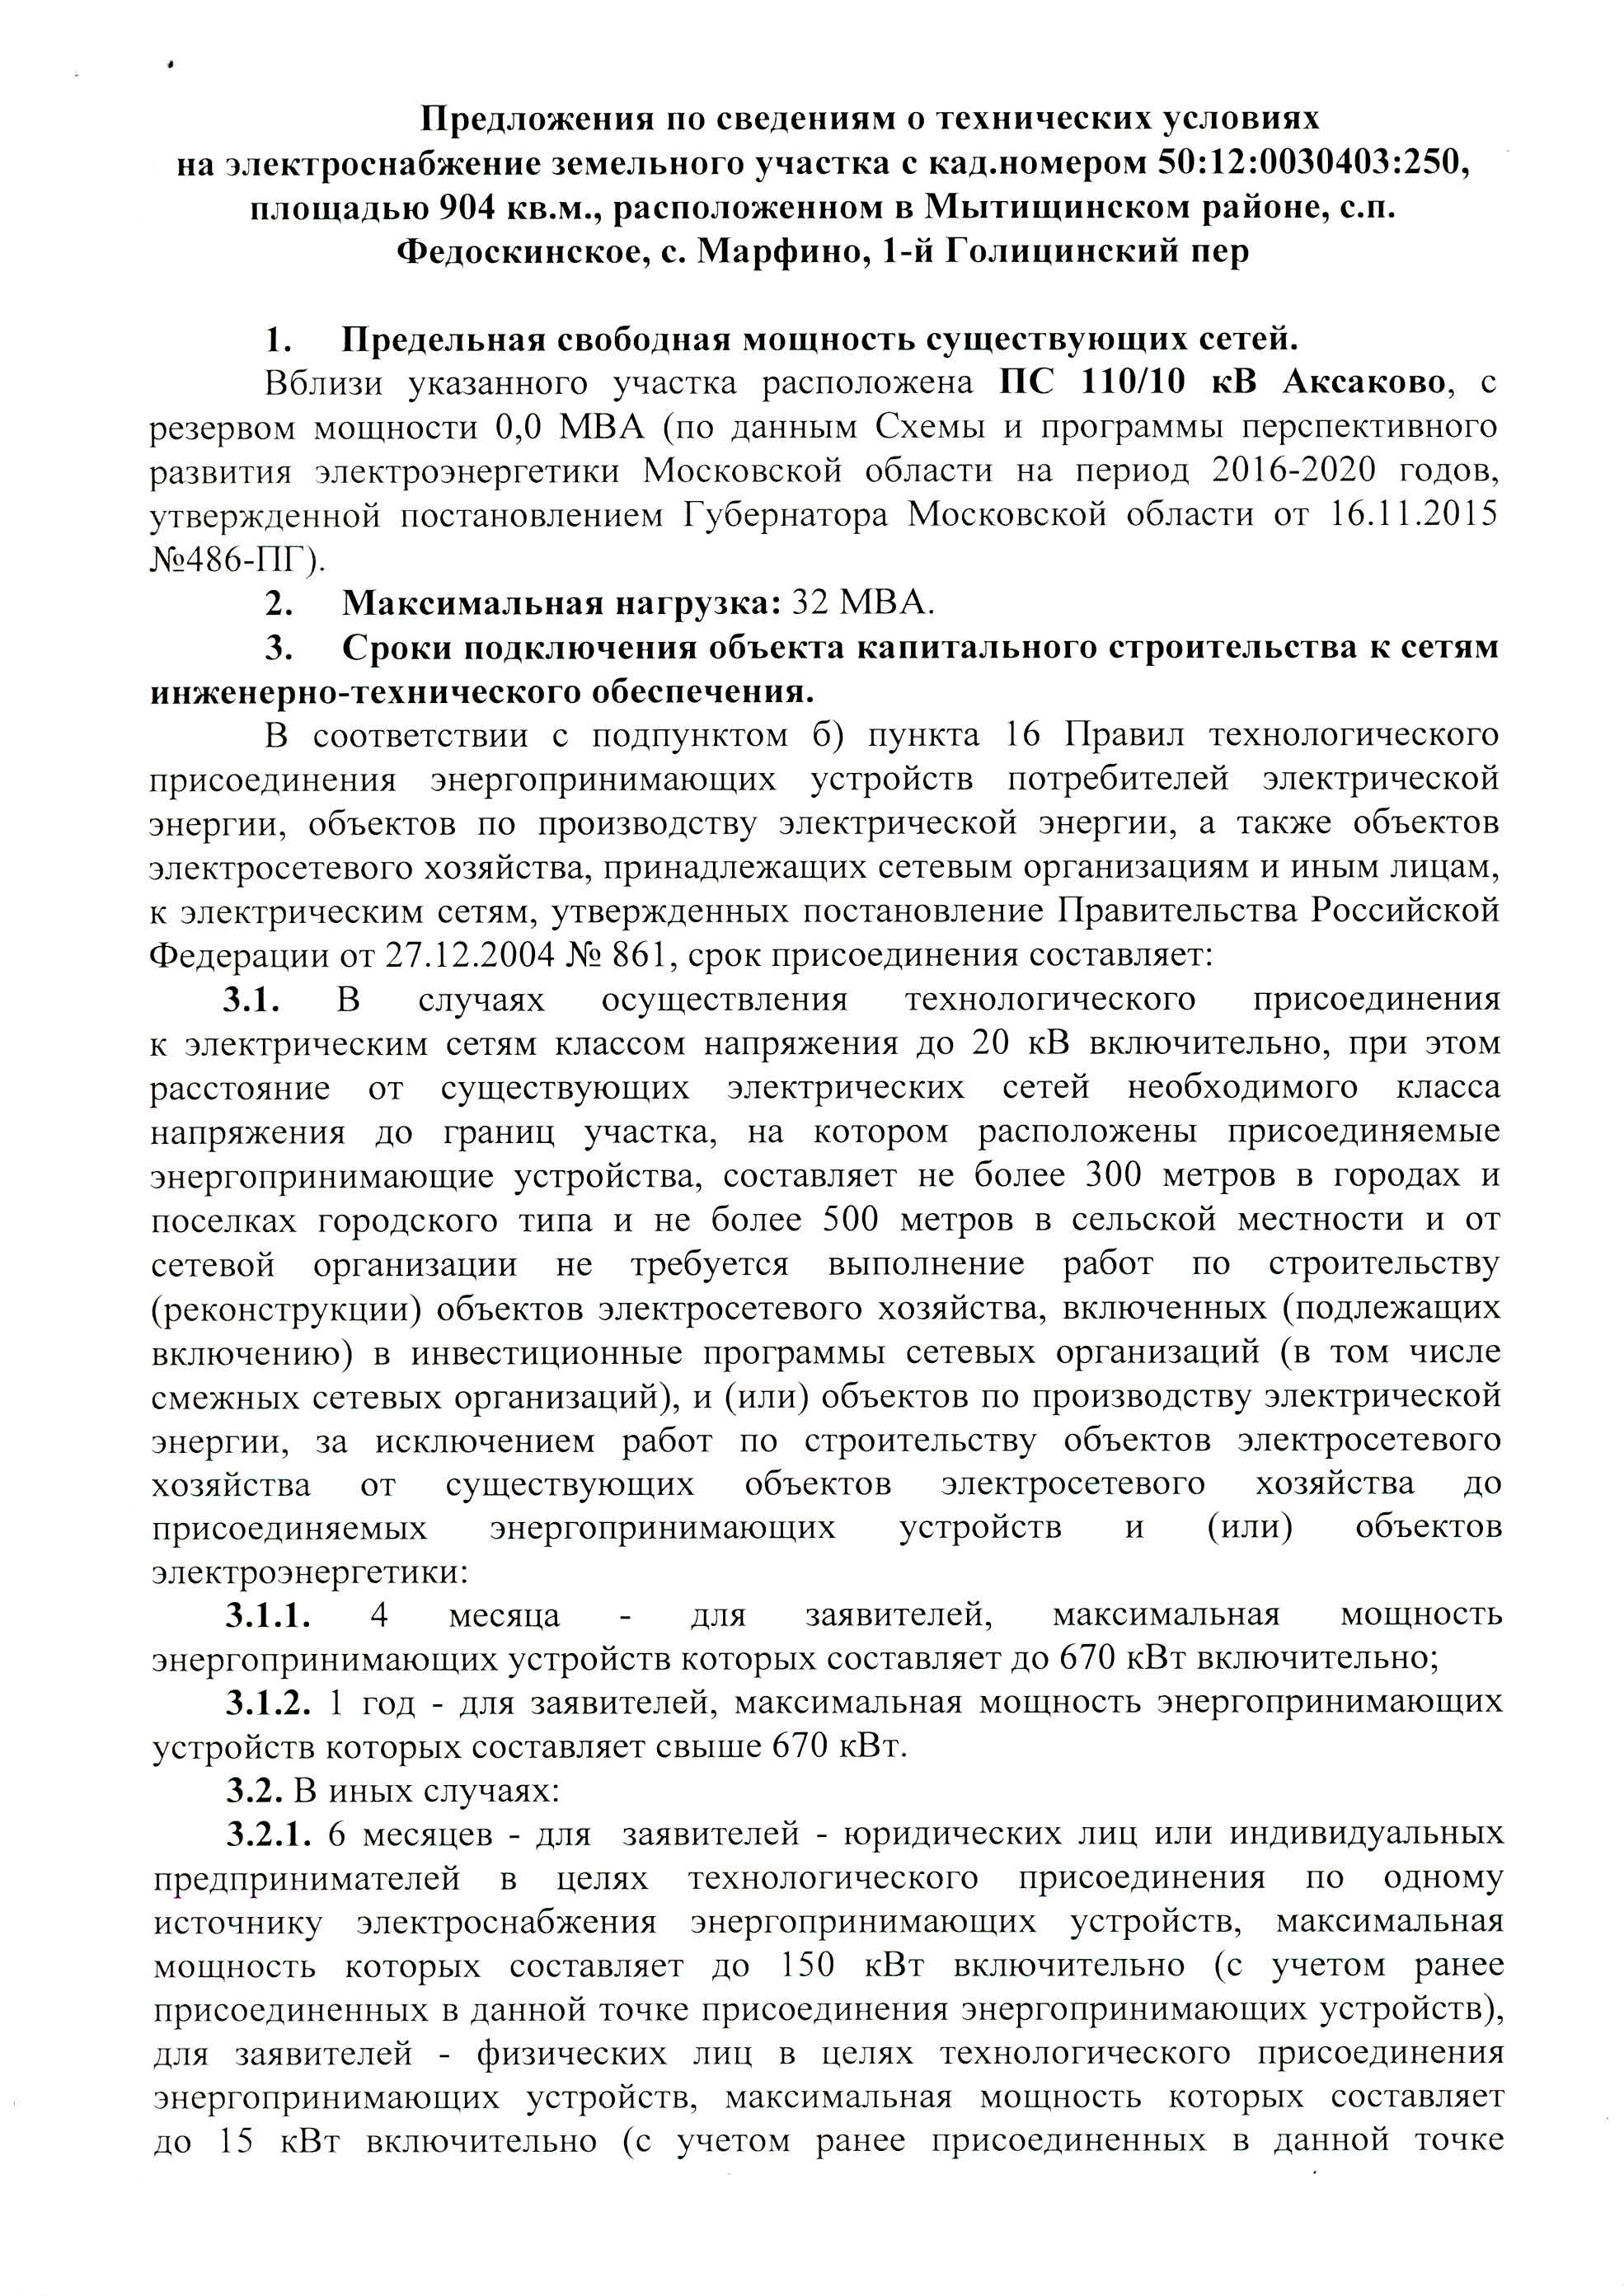 Предложения по сведениям о технических условиях
на электроснабжение земельного участка с кад.номером 50:12:0030403:250,
площадью 904 кв.м., расположенном в Мытищинском районе, с.п.
Федоскинское, с. Марфино, 1-й Голицинский пер
1. Предельная свободная мощность существующих сетей.
Вблизи указанного участка расположена ПС 110/10 кВ Аксаково, с
резервом мощности 0,0 МВА (по данным Схемы и программы перспективного
развития электроэнергетики Московской области на период 2016-2020 годов,
утвержденной постановлением Губернатора Московской области от 16.11.2015
№486-ПГ).
2. Максимальная нагрузка: 32 МВА.
3. Сроки подключения объекта капитального строительства к сетям
инженерно-технического обеспечения.
В соответствии с подпунктом б) пункта 16 Правил технологического
присоединения энергопринимающих устройств потребителей электрической
энергии, объектов по производству электрической энергии, а также объектов
электросетевого хозяйства, принадлежащих сетевым организациям и иным лицам,
к электрическим сетям, утвержденных постановление Правительства Российской
Федерации от 27.12.2004 № 861, срок присоединения составляет:
3.1. В случаях осуществления технологического присоединения
к электрическим сетям классом напряжения до 20 кВ включительно, при этом
расстояние от существующих электрических сетей необходимого класса
напряжения до границ участка, на котором расположены присоединяемые
энергопринимающие устройства, составляет не более 300 метров в городах и
поселках городского типа и не более 500 метров в сельской местности и от
сетевой организации не требуется выполнение работ по строительству
(реконструкции) объектов электросетевого хозяйства, включенных (подлежащих
включению) в инвестиционные программы сетевых организаций (в том числе
смежных сетевых организаций), и (или) объектов по производству электрической
энергии, за исключением работ по строительству объектов электросетевого
хозяйства от существующих объектов электросетевого хозяйства до
присоединяемых энергопринимающих устройств и (или) объектов
электроэнергетики:
3.1.1. 4 месяца - для заявителей, максимальная мощность
энергопринимающих устройств которых составляет до 670 кВт включительно;
3.1.2. 1 год - для заявителей, максимальная мощность энергопринимающих
устройств которых составляет свыше 670 кВт.
3.2. В иных случаях:
3.2.1. 6 месяцев - для заявителей - юридических лиц или индивидуальных
предпринимателей в целях технологического присоединения по одному
источнику электроснабжения энергопринимающих устройств, максимальная
мощность которых составляет до 150 кВт включительно (с учетом ранее
присоединенных в данной точке присоединения энергопринимающих устройств),
для заявителей - физических лиц в целях технологического присоединения
энергопринимающих устройств, максимальная мощность которых составляет
до 15 кВт включительно (с учетом ранее присоединенных в данной точке